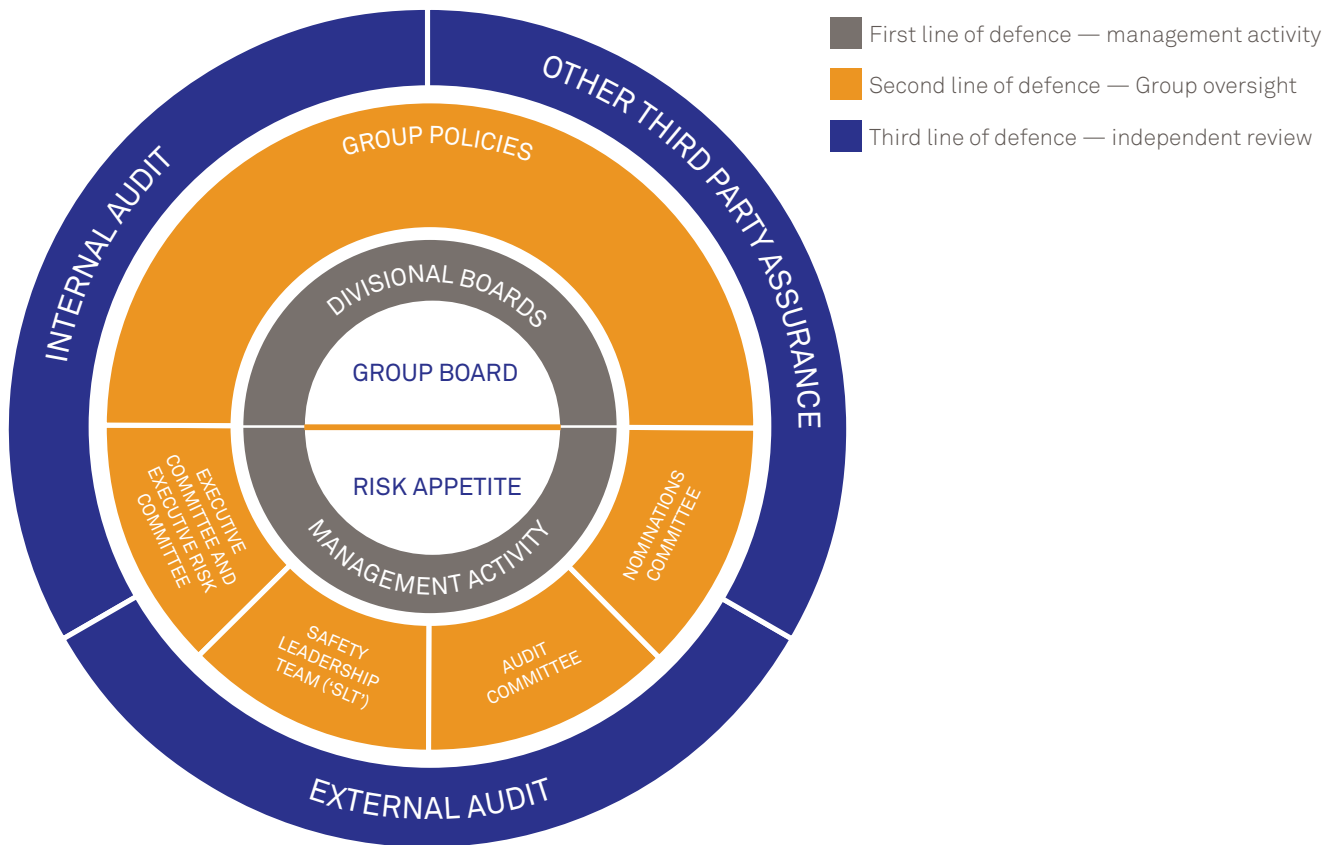 First line of defence — management activity
Second line of defence — Group oversight
Third line of defence — independent review
INTERNAL AUDIT
OTHER THIRD PARTY ASSURANCE
EXTERNAL AUDIT
GROUP POLICIES
EXECUTIVE
COMMITTEE AND
EXECUTIVE RISK
COMMITTEE
SAFETY
LEADERSHIP
TEAM (‘SLT’)
AUDIT
COMMITTEE
NOMINATIONS
COMMITTEE
DIVISIONAL BOARDS
GROUP BOARD
RISK APPETITE
MANAGEMENT ACTIVITY